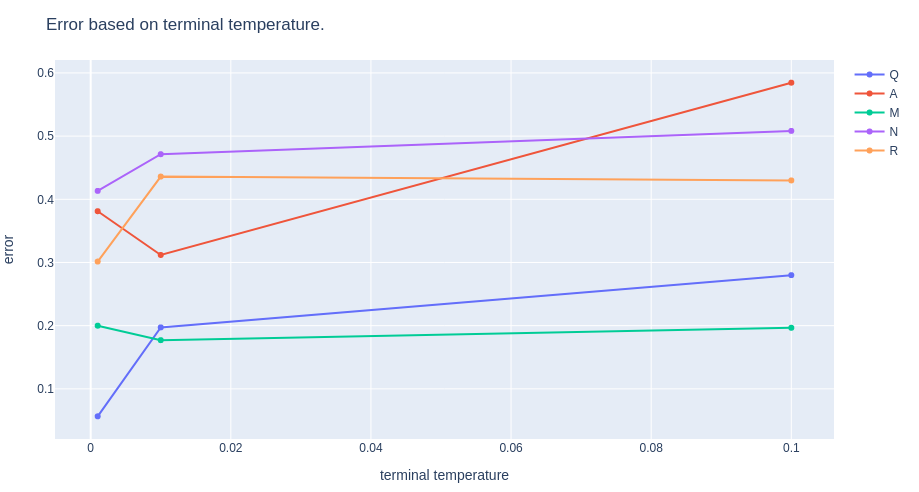 Error based on terminal temperature.
0.6
0.5
0.4
0.3
0.2
0.1
error
0
0.02
0.04
0.06
0.08
0.1
terminal temperature
Q
A
M
N
R